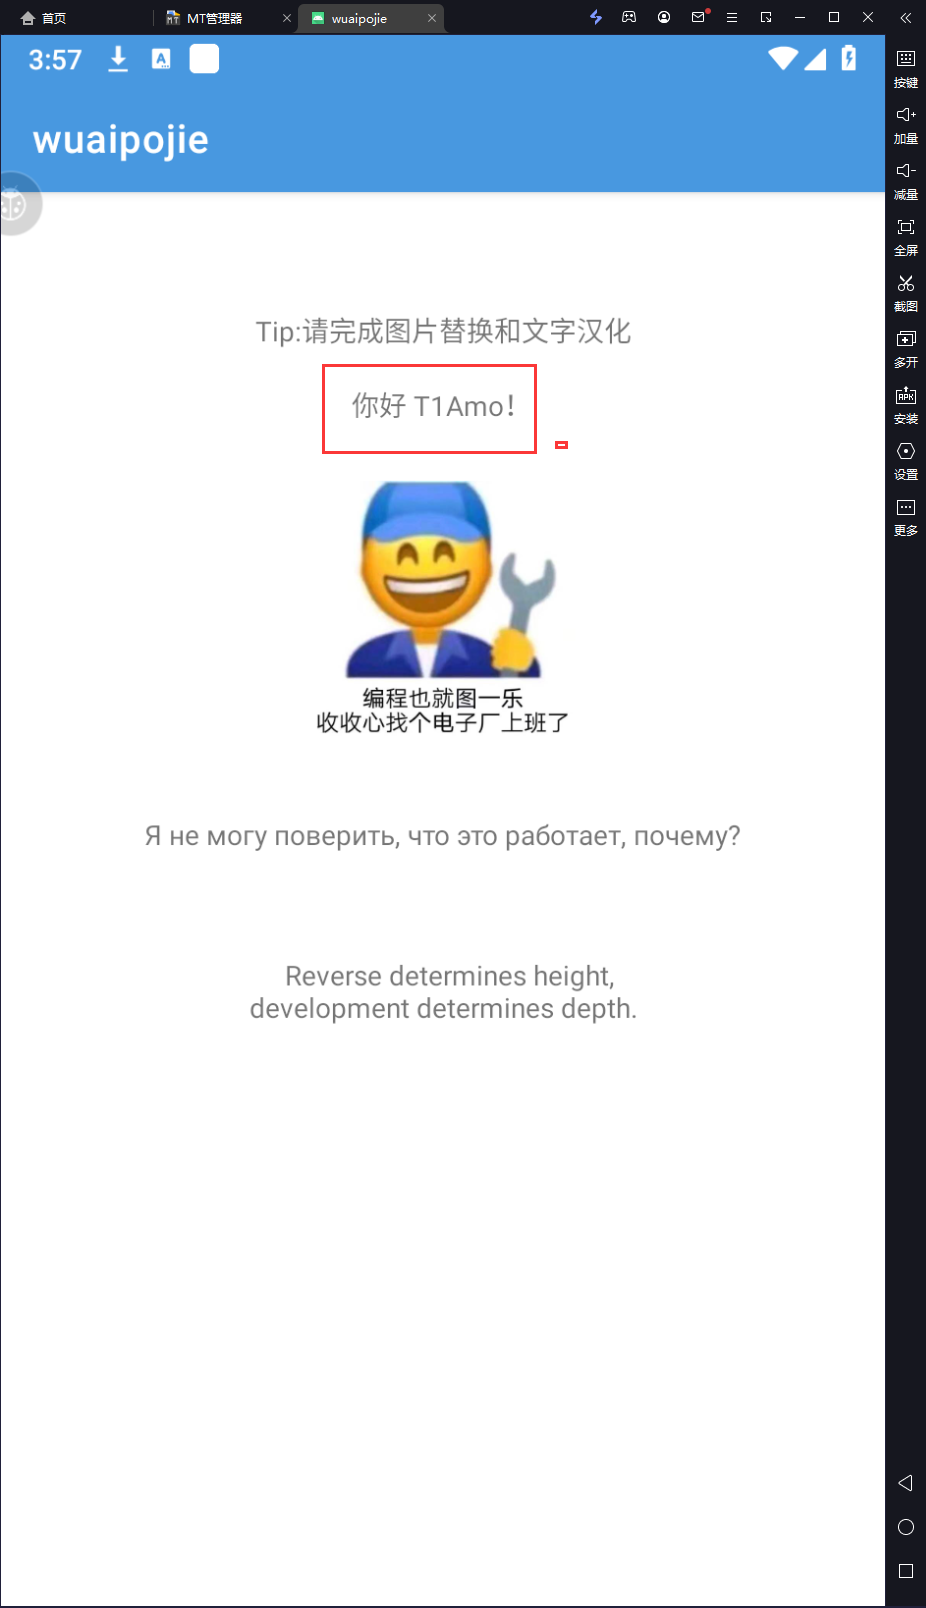 首页
MT管理器
wuaipojie
3:57
A
wuaipojie
Tip:请完成图片替换和文字汉化
你好 T1Amo！
编程也就图一乐
收收心找个电子厂上班了
Я не могу поверить, что это работает, почему?
Reverse determines height,
development determines depth.
按键
加量
减量
全屏
截图
多开
APK
安装
设置
更多